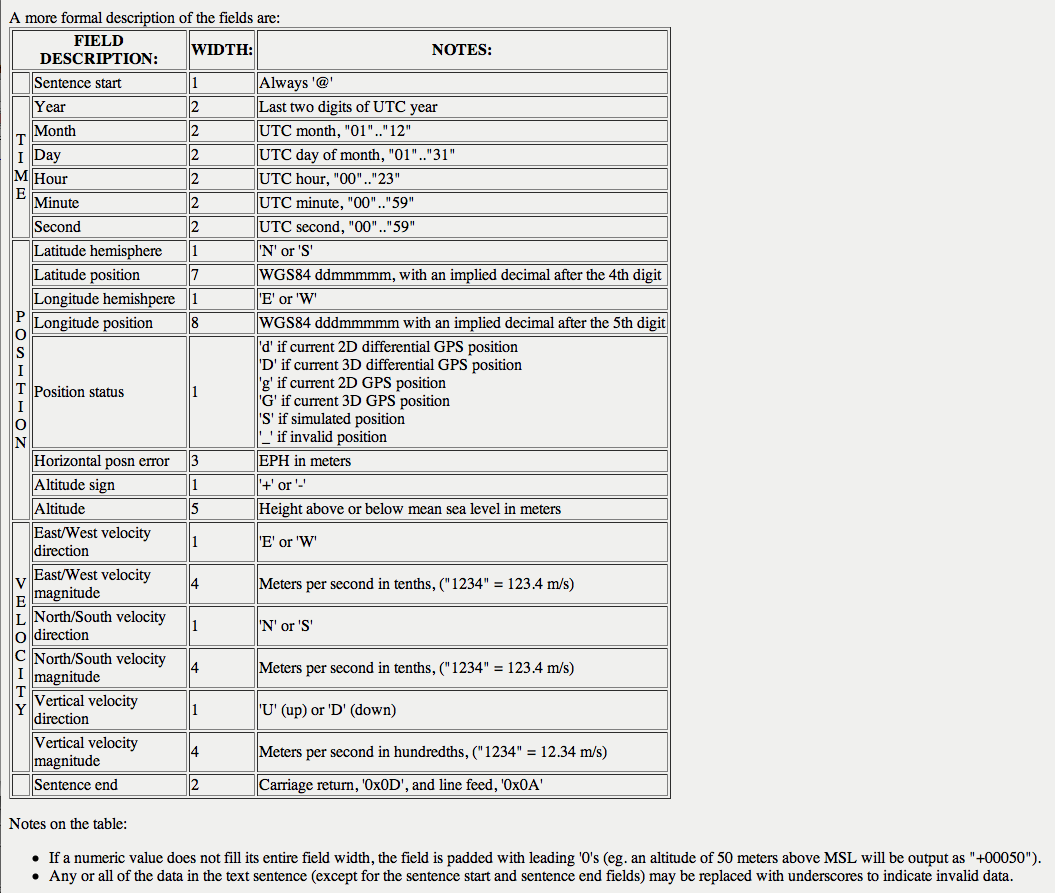 A more formal description of the fields are:
FIELD
DESCRIPTION:
WIDTH:
NOTES:
Sentence start 1 Always '@'
TIME
Year 2 Last two digits of UTC year
Month 2 UTC month, "01".."12"
Day 2 UTC day of month, "01".."31"
Hour 2 UTC hour, "00".."23"
Minute 2 UTC minute, "00".."59"
Second 2 UTC second, "00".."59"
POSITION
Latitude hemisphere 1 'N' or 'S'
Latitude position 7 WGS84 ddmmmmm, with an implied decimal after the 4th digit
Longitude hemishpere 1 'E' or 'W'
Longitude position 8 WGS84 dddmmmmm with an implied decimal after the 5th digit
Position status 1
'd' if current 2D differential GPS position
'D' if current 3D differential GPS position
'g' if current 2D GPS position
'G' if current 3D GPS position
'S' if simulated position
'_' if invalid position
Horizontal posn error 3 EPH in meters
Altitude sign 1 '+' or '-'
Altitude 5 Height above or below mean sea level in meters
VELOCITY
East/West velocity
direction
1 'E' or 'W'
East/West velocity
magnitude
4 Meters per second in tenths, ("1234" = 123.4 m/s)
North/South velocity
direction
1 'N' or 'S'
North/South velocity
magnitude
4 Meters per second in tenths, ("1234" = 123.4 m/s)
Vertical velocity
direction
1 'U' (up) or 'D' (down)
Vertical velocity
magnitude
4 Meters per second in hundredths, ("1234" = 12.34 m/s)
Sentence end 2 Carriage return, '0x0D', and line feed, '0x0A'
Notes on the table:
• If a numeric value does not fill its entire field width, the field is padded with leading '0's (eg. an altitude of 50 meters above MSL will be output as "+00050").
• Any or all of the data in the text sentence (except for the sentence start and sentence end fields) may be replaced with underscores to indicate invalid data.